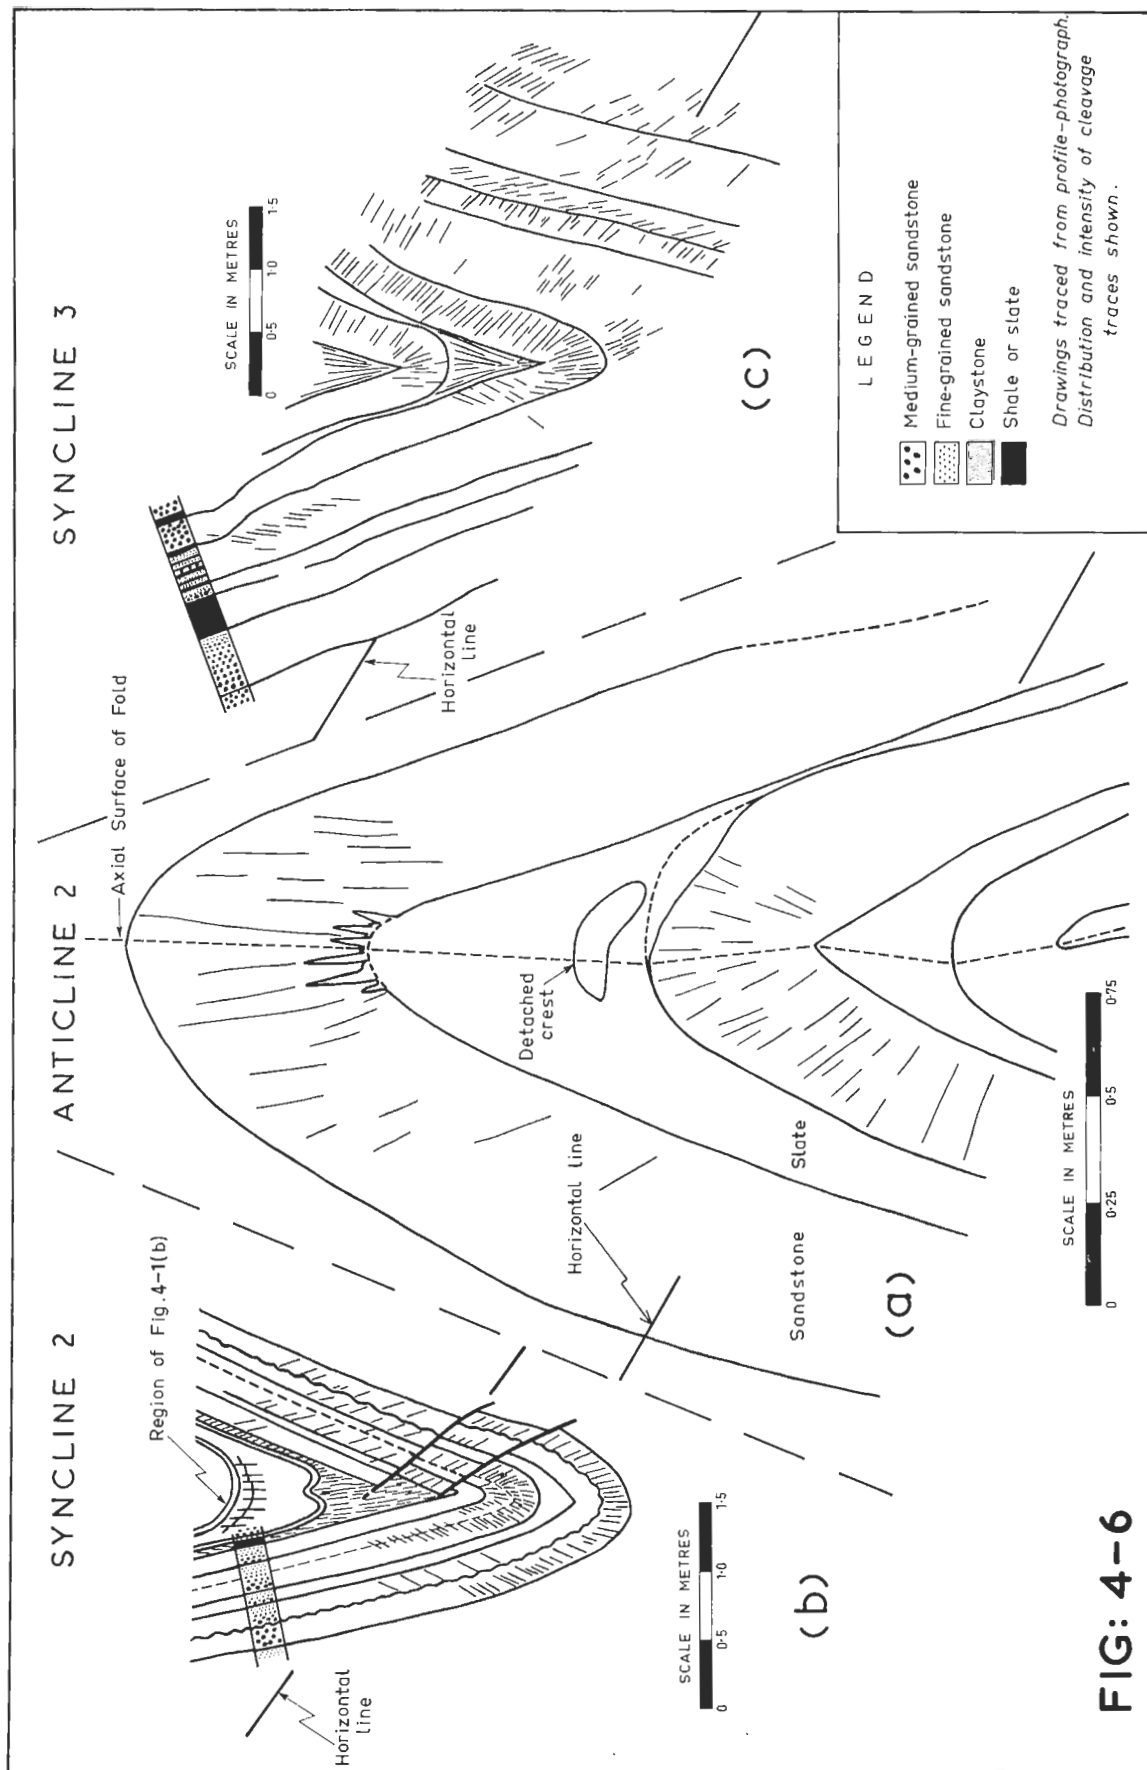 SYNCLINE 2
ANTICLINE 2
SYNCLINE 3
Region of Fig. 4-1(b)
Horizontal
line
SCALE IN METRES
0 0·5 1·0 1·5
(b)
Axial Surface of Fold
Detached
crest
Horizontal line
Slate
Sandstone
(a)
SCALE IN METRES
0 0·25 0·5 0·75
SCALE IN METRES
0 0·5 1·0 1·5
Horizontal
line
(c)
LEGEND
Medium-grained sandstone
Fine-grained sandstone
Claystone
Shale or slate
Drawings traced from profile-photograph.
Distribution and intensity of cleavage
traces shown.
FIG: 4-6